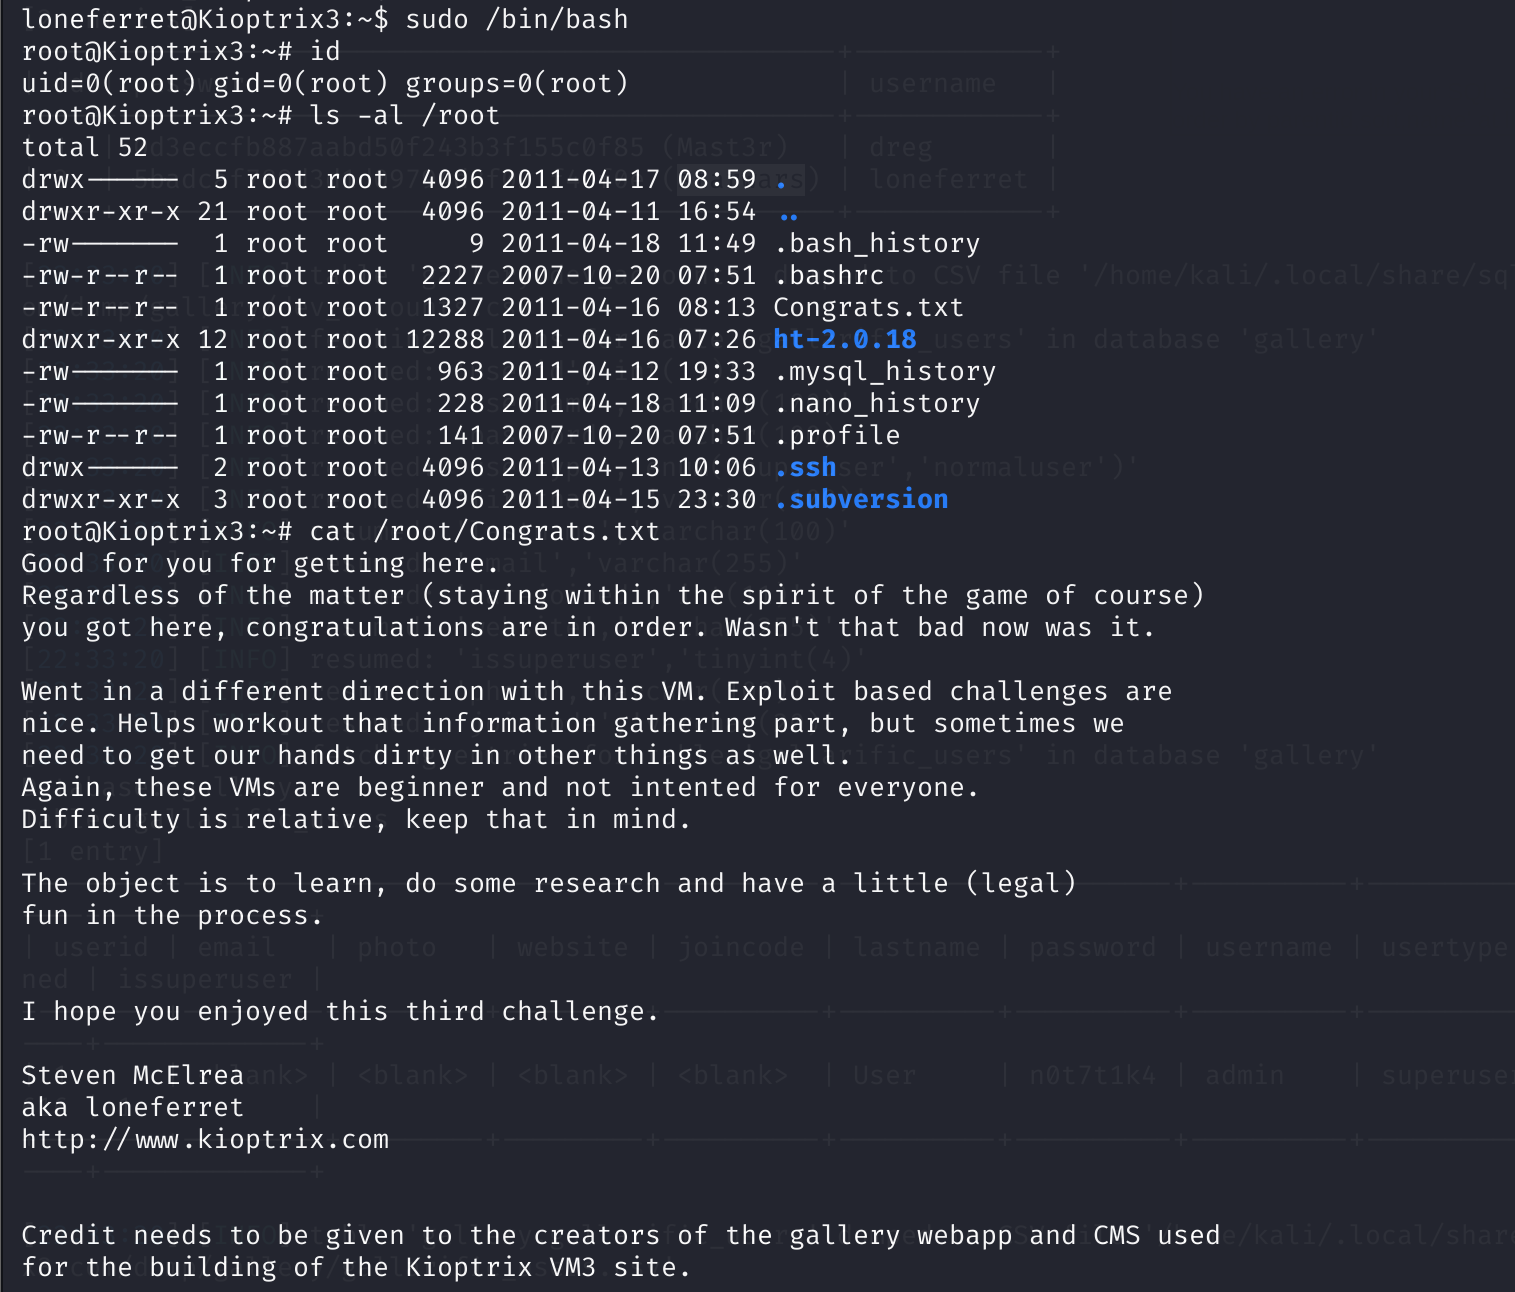 loneferret@Kioptrix3:~$ sudo /bin/bash
root@Kioptrix3:~# id
uid=0(root) gid=0(root) groups=0(root)
root@Kioptrix3:~# ls -al /root
total 52
drwx------  5 root root  4096 2011-04-17 08:59 .
drwxr-xr-x 21 root root  4096 2011-04-11 16:54 ..
-rw-------  1 root root     9 2011-04-18 11:49 .bash_history
-rw-r--r--  1 root root  2227 2007-10-20 07:51 .bashrc
-rw-r--r--  1 root root  1327 2011-04-16 08:13 Congrats.txt
drwxr-xr-x 12 root root 12288 2011-04-16 07:26 ht-2.0.18
-rw-------  1 root root   963 2011-04-12 19:33 .mysql_history
-rw-------  1 root root   228 2011-04-18 11:09 .nano_history
-rw-r--r--  1 root root   141 2007-10-20 07:51 .profile
drwx------  2 root root  4096 2011-04-13 10:06 .ssh
drwxr-xr-x  3 root root  4096 2011-04-15 23:30 .subversion
root@Kioptrix3:~# cat /root/Congrats.txt
Good for you for getting here.
Regardless of the matter (staying within the spirit of the game of course)
you got here, congratulations are in order. Wasn't that bad now was it.

Went in a different direction with this VM. Exploit based challenges are
nice. Helps workout that information gathering part, but sometimes we
need to get our hands dirty in other things as well.
Again, these VMs are beginner and not intented for everyone.
Difficulty is relative, keep that in mind.

The object is to learn, do some research and have a little (legal)
fun in the process.

I hope you enjoyed this third challenge.

Steven McElrea
aka loneferret
http://www.kioptrix.com

Credit needs to be given to the creators of the gallery webapp and CMS used
for the building of the Kioptrix VM3 site.